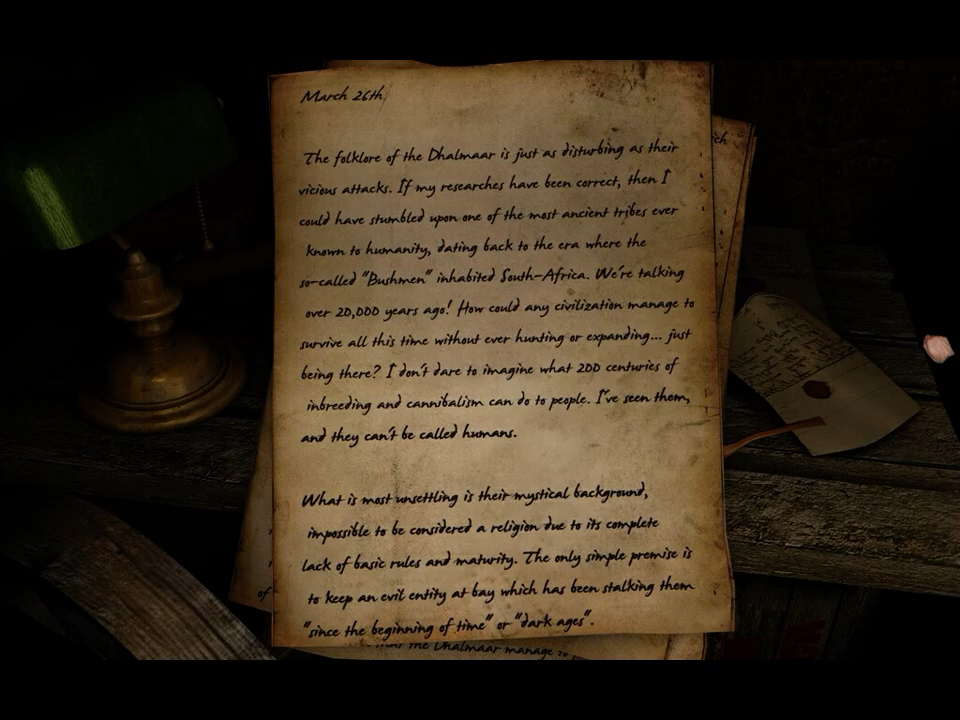 March 26th
The folklore of the Dhalmaar is just as disturbing as their
vicious attacks. If my researches have been correct, then I
could have stumbled upon one of the most ancient tribes ever
known to humanity, dating back to the era where the
so-called "Bushmen" inhabited South-Africa. We're talking
over 20,000 years ago! How could any civilization manage to
survive all this time without ever hunting or expanding... just
being there? I don't dare to imagine what 200 centuries of
inbreeding and cannibalism can do to people. I've seen them,
and they can't be called humans.
What is most unsettling is their mystical background,
impossible to be considered a religion due to its complete
lack of basic rules and maturity. The only simple premise is
to keep an evil entity at bay which has been stalking them
"since the beginning of time" or "dark ages".
the Dhalmaar manage to
of